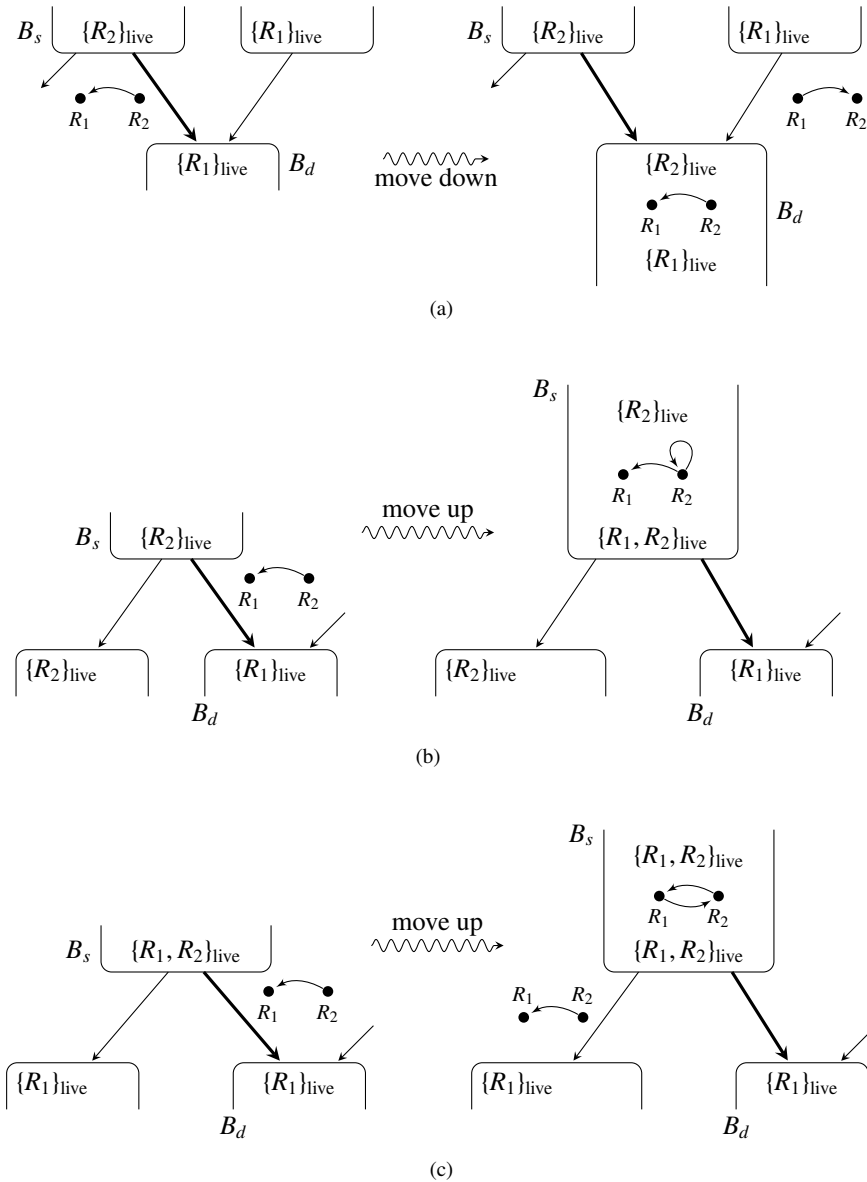 B_s {R_2}_live {R_1}_live B_s {R_2}_live {R_1}_live
R_1 R_2 R_1 R_2
{R_1}_live B_d move down {R_2}_live
R_1 R_2 B_d
{R_1}_live
(a)
B_s {R_2}_live
R_1 R_2
move up
B_s {R_2}_live {R_1, R_2}_live
R_1 R_2
{R_2}_live {R_1}_live {R_2}_live {R_1}_live
B_d B_d
(b)
B_s {R_1, R_2}_live
R_1 R_2
move up
B_s {R_1, R_2}_live {R_1, R_2}_live
R_1 R_2
R_1 R_2
{R_1}_live {R_1}_live {R_1}_live {R_1}_live
B_d B_d
(c)